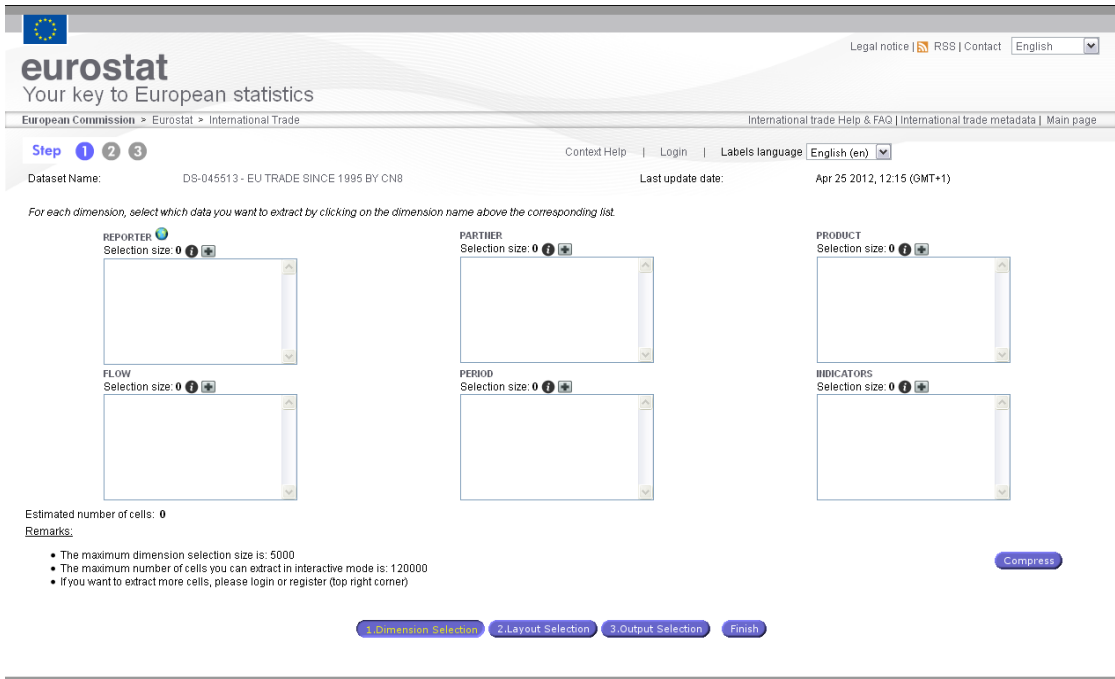 Legal notice | RSS | Contact English
eurostat
Your key to European statistics
European Commission > Eurostat > International Trade International trade Help & FAQ | International trade metadata | Main page
Step 1 2 3 Context Help | Login | Labels language English (en)
Dataset Name: DS-045513 - EU TRADE SINCE 1995 BY CN8 Last update date: Apr 25 2012, 12:15 (GMT+1)
For each dimension, select which data you want to extract by clicking on the dimension name above the corresponding list.
REPORTER PARTNER PRODUCT
Selection size: 0 i + Selection size: 0 i + Selection size: 0 i +
FLOW PERIOD INDICATORS
Selection size: 0 i + Selection size: 0 i + Selection size: 0 i +
Estimated number of cells: 0
Remarks:
• The maximum dimension selection size is: 5000
• The maximum number of cells you can extract in interactive mode is: 120000
• If you want to extract more cells, please login or register (top right corner)
Compress
1.Dimension Selection 2.Layout Selection 3.Output Selection Finish